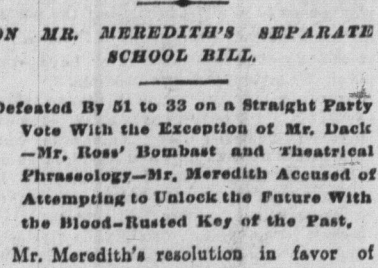 ON MR. MEREDITH'S SEPARATE
SCHOOL BILL.
Defeated By 51 to 33 on a Straight Party
Vote With the Exception of Mr. Dack
—Mr. Ross' Bombast and Theatrical
Phraseology—Mr. Meredith Accused of
Attempting to Unlock the Future With
the Blood-Rusted Key of the Past.
Mr. Meredith's resolution in favor of